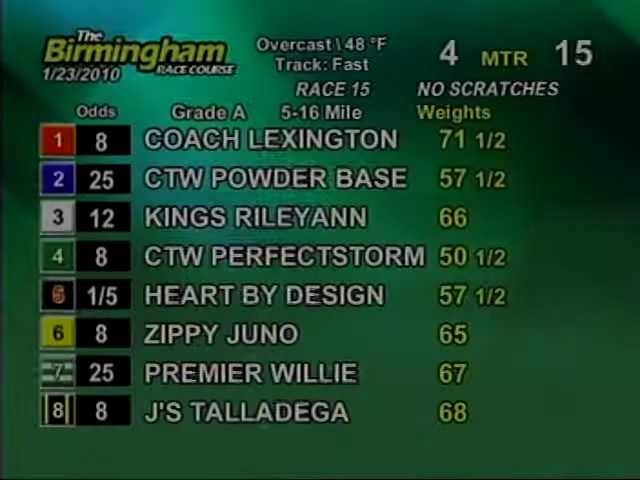 The
Birmingham
RACE COURSE
1/23/2010
Overcast \ 48 °F
Track: Fast
4 MTR 15
RACE 15 NO SCRATCHES
Odds Grade A 5-16 Mile Weights
1 8 COACH LEXINGTON 71 1/2
2 25 CTW POWDER BASE 57 1/2
3 12 KINGS RILEYANN 66
4 8 CTW PERFECTSTORM 50 1/2
5 1/5 HEART BY DESIGN 57 1/2
6 8 ZIPPY JUNO 65
7 25 PREMIER WILLIE 67
8 8 J'S TALLADEGA 68